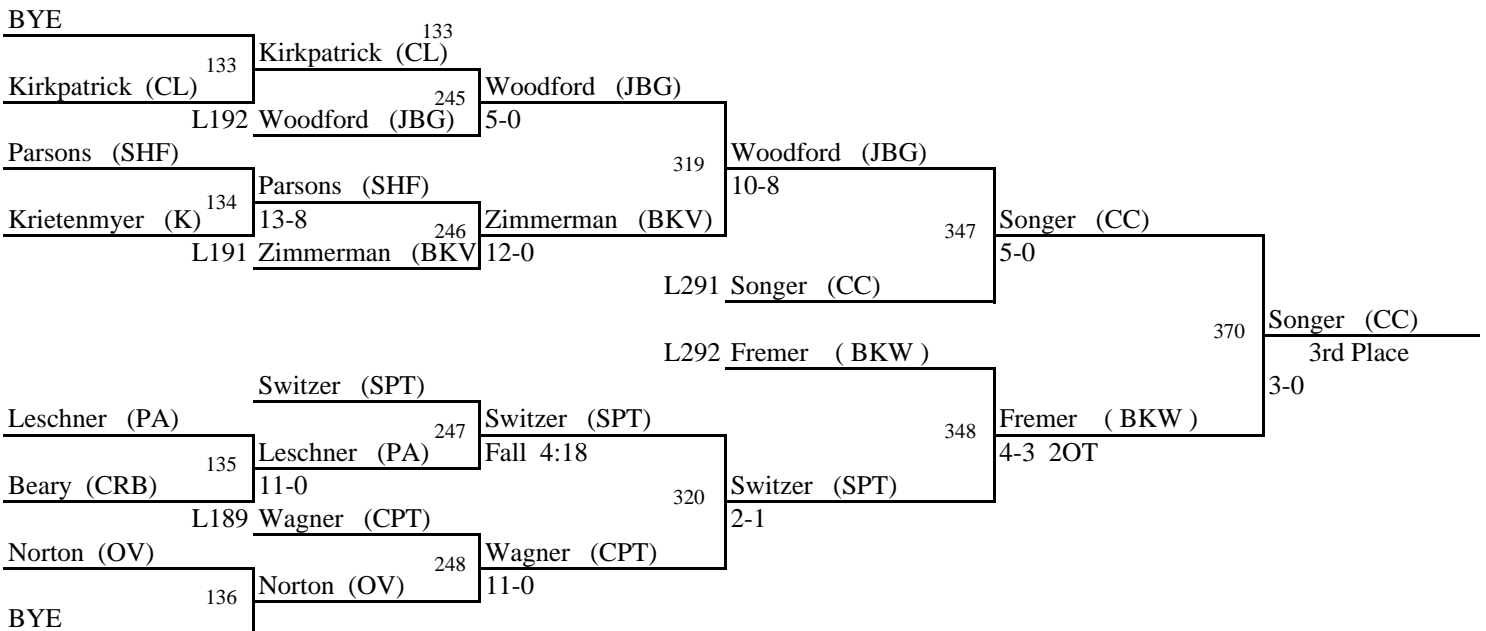 BYE
133
133 Kirkpatrick (CL)
Kirkpatrick (CL) 245 Woodford (JBG)
L192 Woodford (JBG) 5-0
Parsons (SHF) 319 Woodford (JBG)
134 Parsons (SHF) 10-8
Krietenmyer (K) 13-8 246 Zimmerman (BKV) 347 Songer (CC)
L191 Zimmerman (BKV 12-0 5-0
L291 Songer (CC)
370 Songer (CC)
L292 Fremer ( BKW ) 3rd Place
Switzer (SPT) 3-0
Leschner (PA) 247 Switzer (SPT) 348 Fremer ( BKW )
135 Leschner (PA) Fall 4:18 4-3 2OT
Beary (CRB) 11-0 320 Switzer (SPT)
L189 Wagner (CPT) 2-1
Norton (OV) 248 Wagner (CPT)
136 Norton (OV) 11-0
BYE